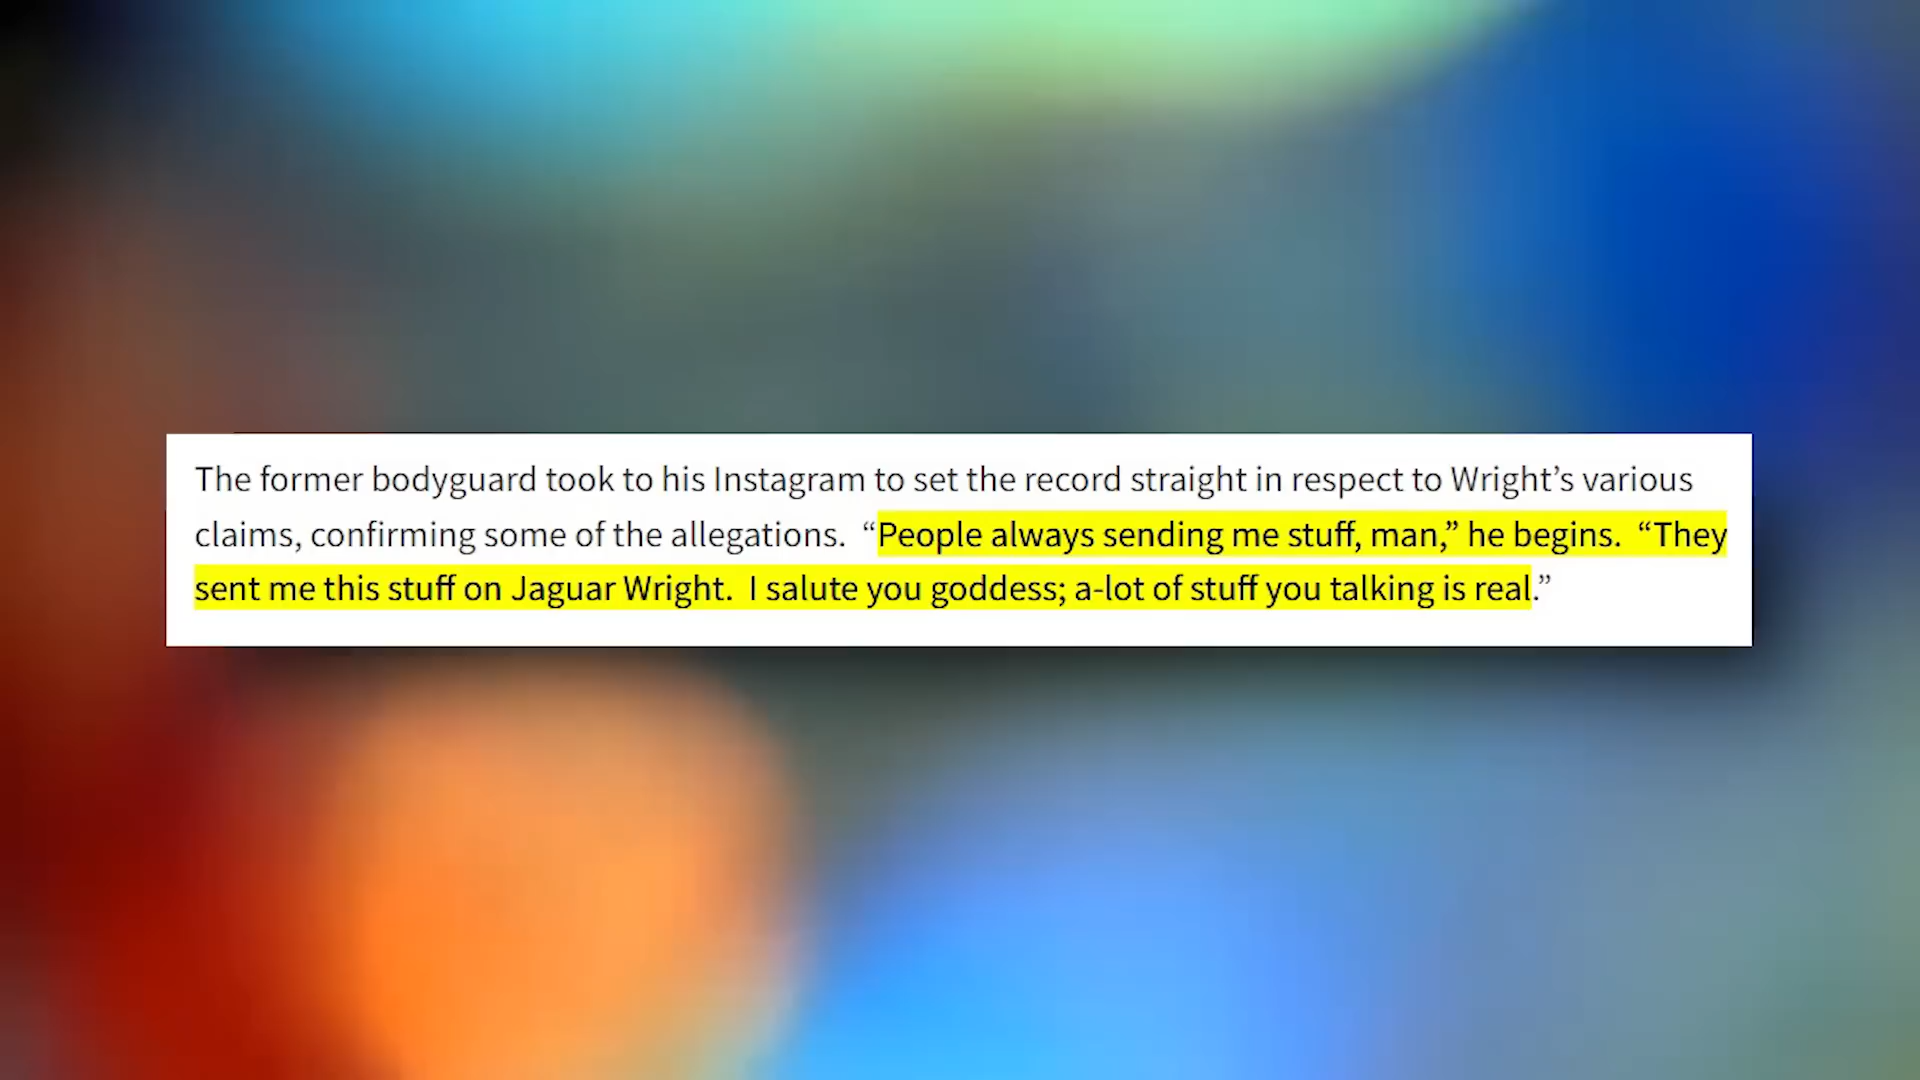 The former bodyguard took to his Instagram to set the record straight in respect to Wright’s various
claims, confirming some of the allegations.  “People always sending me stuff, man,” he begins.  “They
sent me this stuff on Jaguar Wright.  I salute you goddess; a-lot of stuff you talking is real.”